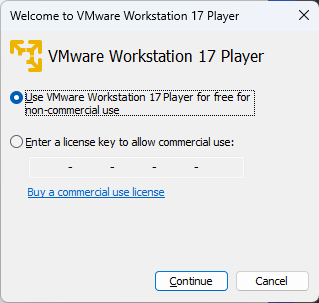 Welcome to VMware Workstation 17 Player
VMware Workstation 17 Player
Use VMware Workstation 17 Player for free for
non-commercial use
Enter a license key to allow commercial use:
- - - -
Buy a commercial use license
Continue Cancel